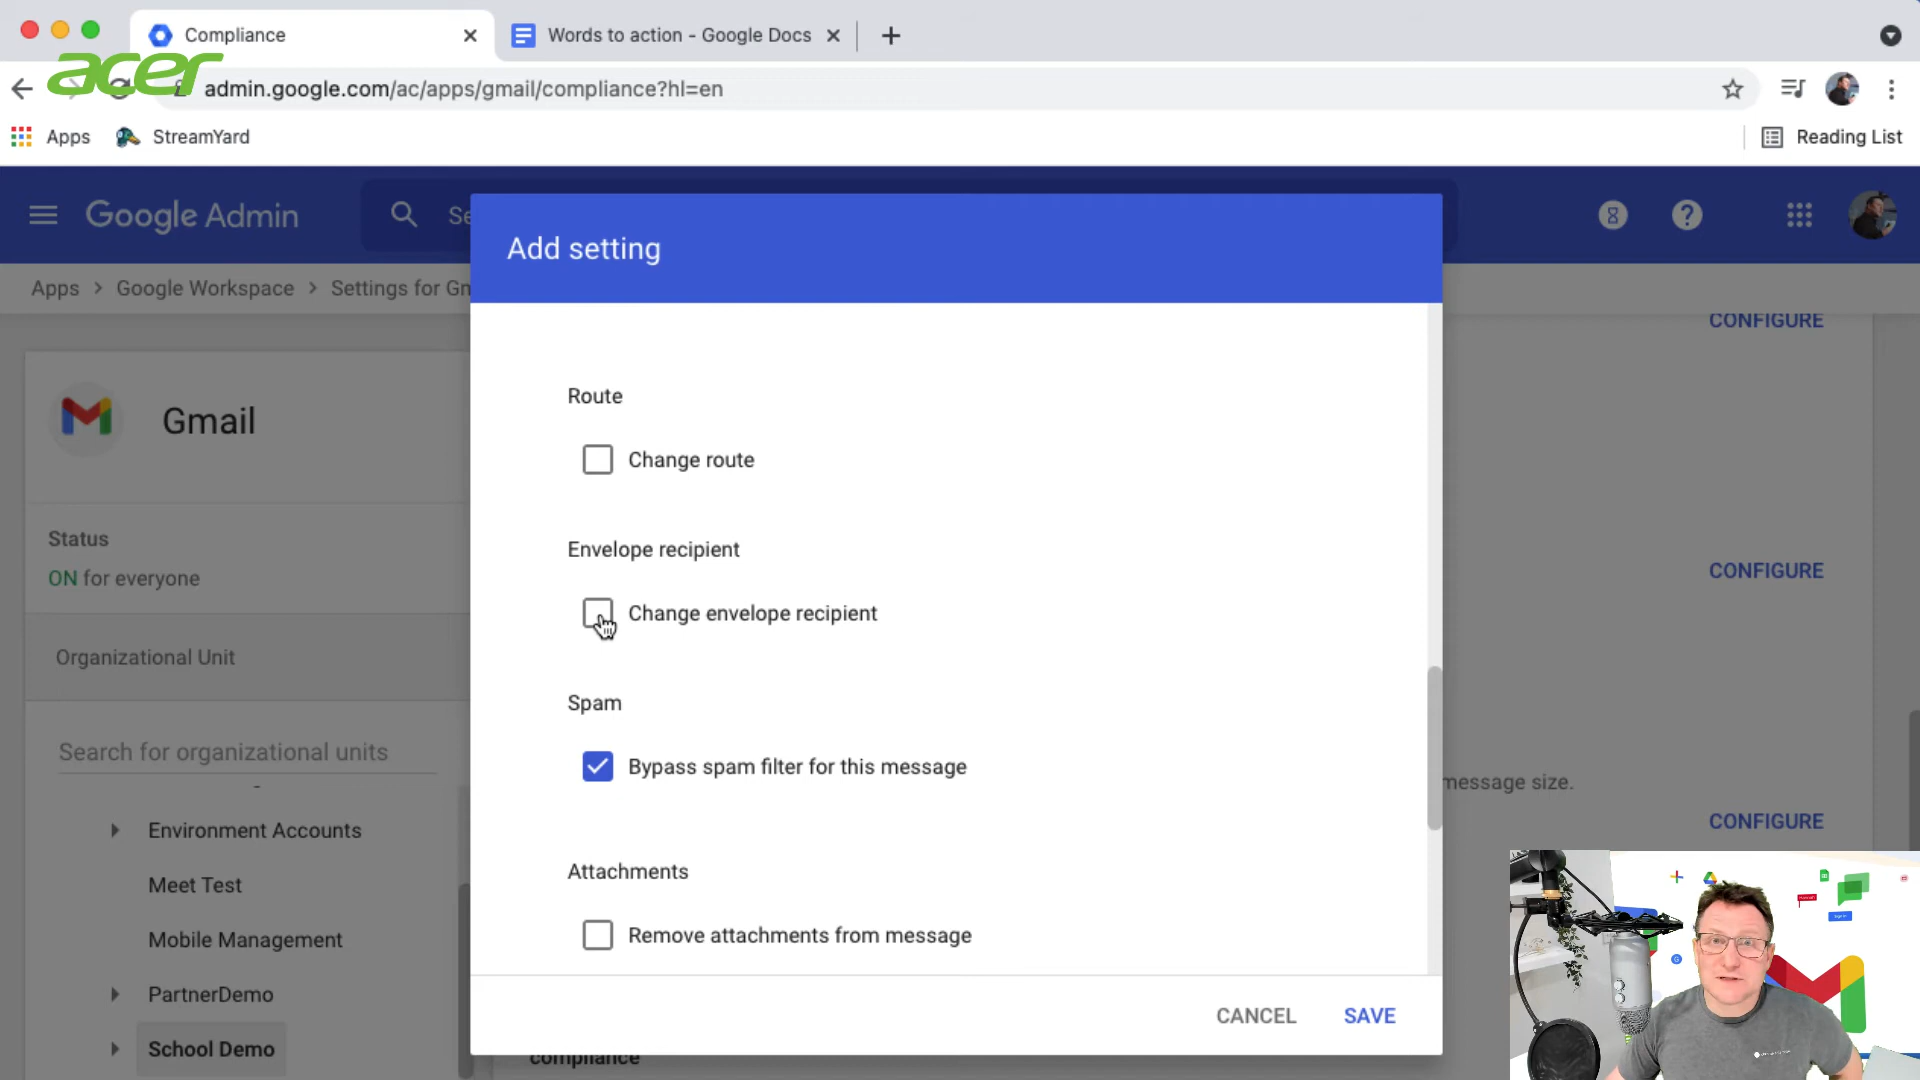 Compliance
Words to action - Google Docs
acer
admin.google.com/ac/apps/gmail/compliance?hl=en
Apps
StreamYard
Reading List
Google Admin
Se
Add setting
Apps > Google Workspace > Settings for Gm
CONFIGURE
Gmail
Route
Change route
Status
ON for everyone
Envelope recipient
CONFIGURE
Change envelope recipient
Organizational Unit
Spam
Search for organizational units
Bypass spam filter for this message
message size.
Environment Accounts
CONFIGURE
Attachments
Meet Test
Remove attachments from message
Mobile Management
PartnerDemo
CANCEL
SAVE
School Demo
compliance